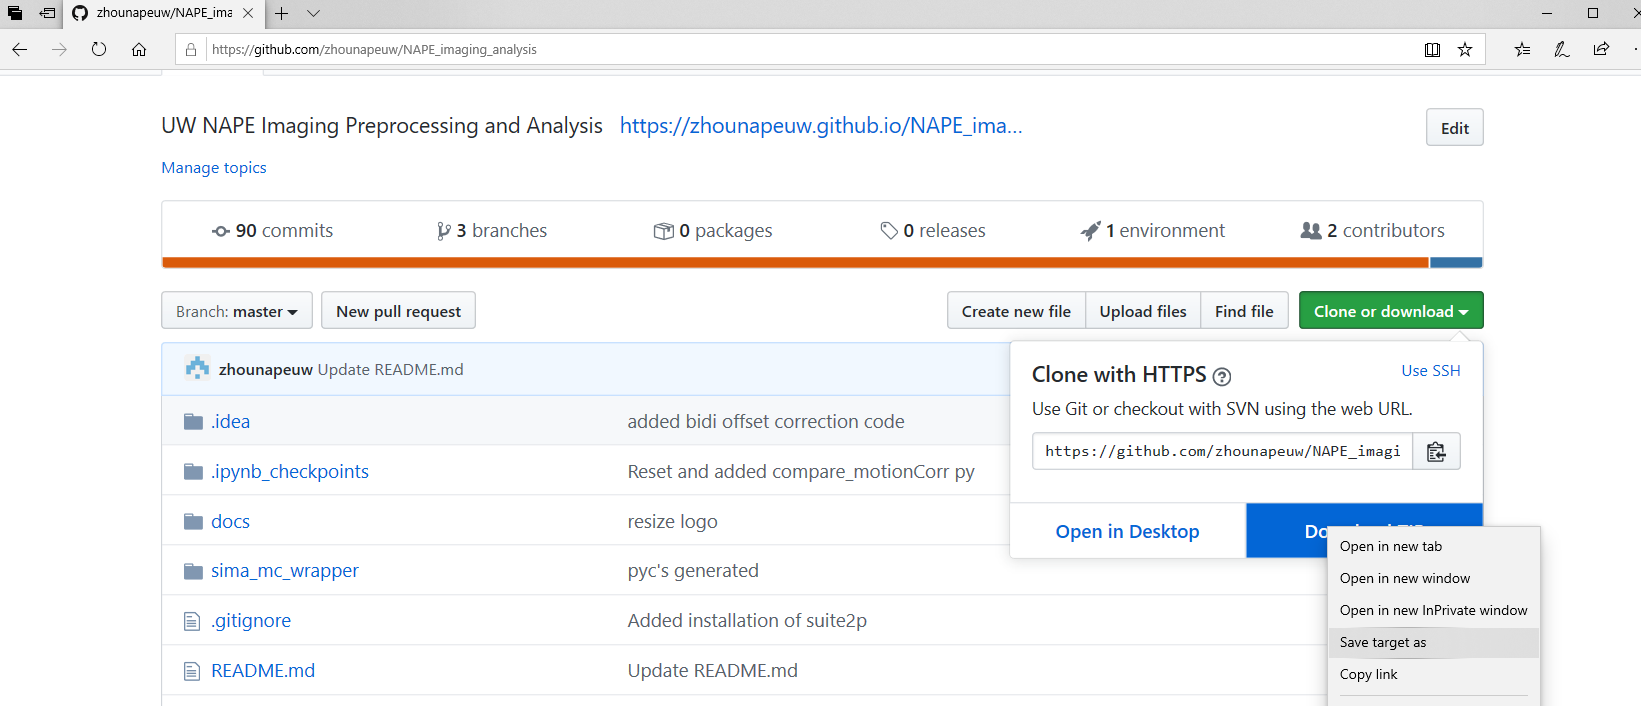 zhounapeuw/NAPE_ima
https://github.com/zhounapeuw/NAPE_imaging_analysis
UW NAPE Imaging Preprocessing and Analysis https://zhounapeuw.github.io/NAPE_ima...
Edit
Manage topics
90 commits 3 branches 0 packages 0 releases 1 environment 2 contributors
Branch: master New pull request Create new file Upload files Find file Clone or download
zhounapeuw Update README.md
Clone with HTTPS Use SSH
Use Git or checkout with SVN using the web URL.
https://github.com/zhounapeuw/NAPE_imagi
Open in Desktop
.idea added bidi offset correction code
.ipynb_checkpoints Reset and added compare_motionCorr py
docs resize logo
sima_mc_wrapper pyc's generated
.gitignore Added installation of suite2p
README.md Update README.md
Open in new tab
Open in new window
Open in new InPrivate window
Save target as
Copy link